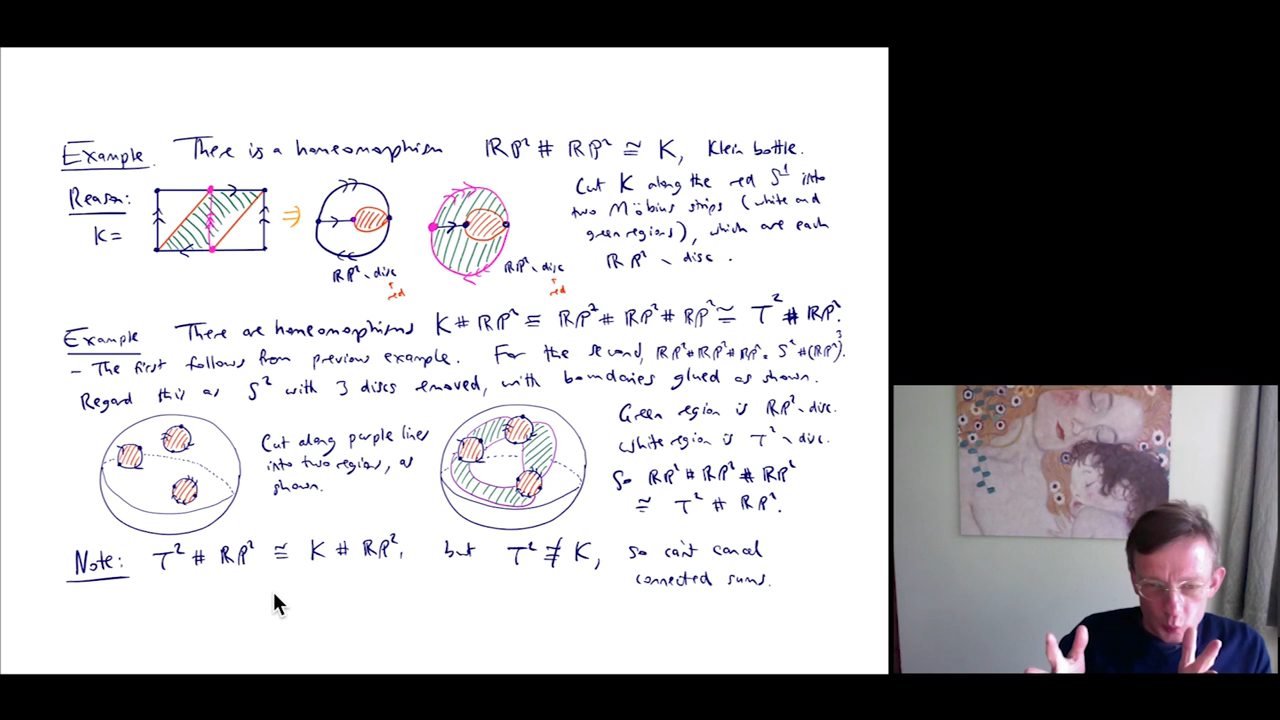 Example. There is a homeomorphism RP² # RP² ≅ K, Klein bottle.
Reason:
K =
⇒
RP² \ disc
↑
red
RP² \ disc
↑
red
Cut K along the red S¹ into
two Möbius strips (white and
green regions), which are each
RP² \ disc.
Example There are homeomorphisms K # RP² ≅ RP² # RP² # RP² ≅ T² # RP².
- The first follows from previous example. For the second, RP² # RP² # RP² = S² # (RP²)³.
Regard this as S² with 3 discs removed, with boundaries glued as shown.
Cut along purple lines
into two regions, as
shown.
Green region is RP² \ disc.
White region is T² \ disc.
So RP² # RP² # RP²
≅ T² # RP².
Note: T² # RP² ≅ K # RP², but T² ≇ K, so can't cancel
connected sums.